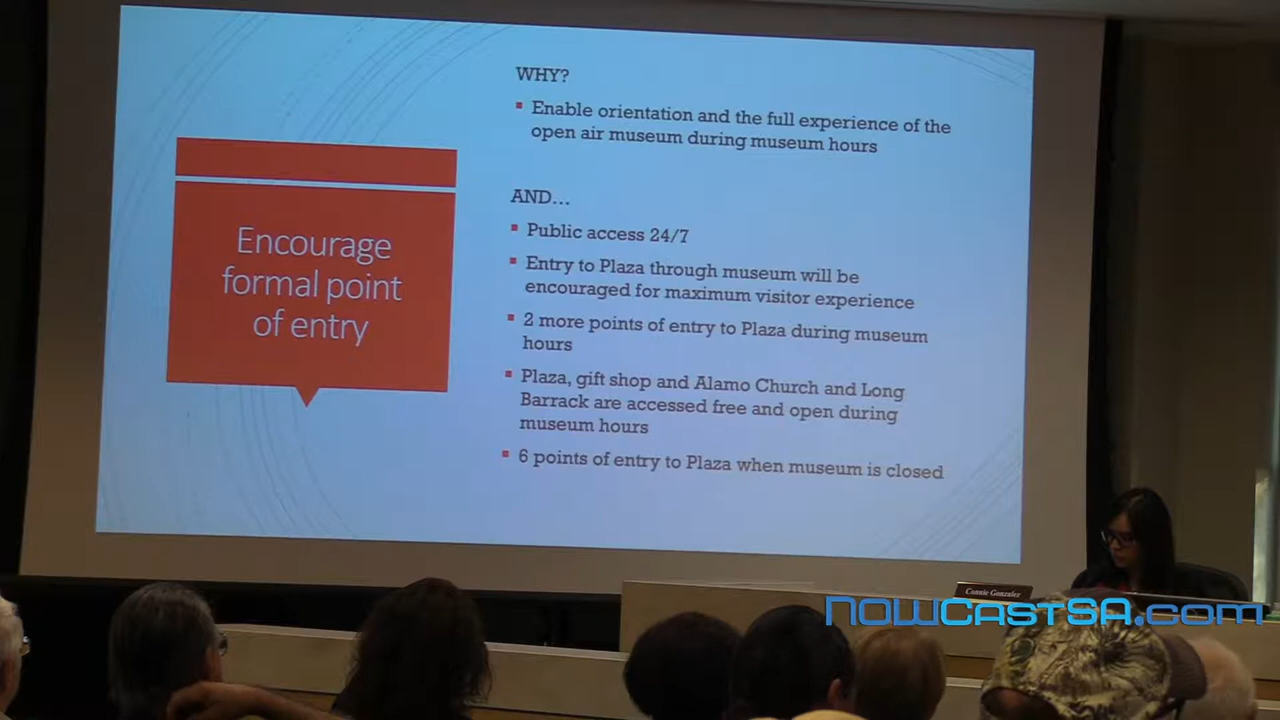 Encourage
formal point
of entry
WHY?
Enable orientation and the full experience of the
open air museum during museum hours
AND...
Public access 24/7
Entry to Plaza through museum will be
encouraged for maximum visitor experience
2 more points of entry to Plaza during museum
hours
Plaza, gift shop and Alamo Church and Long
Barrack are accessed free and open during
museum hours
6 points of entry to Plaza when museum is closed
Connie Gonzalez
NOWCastSA.com